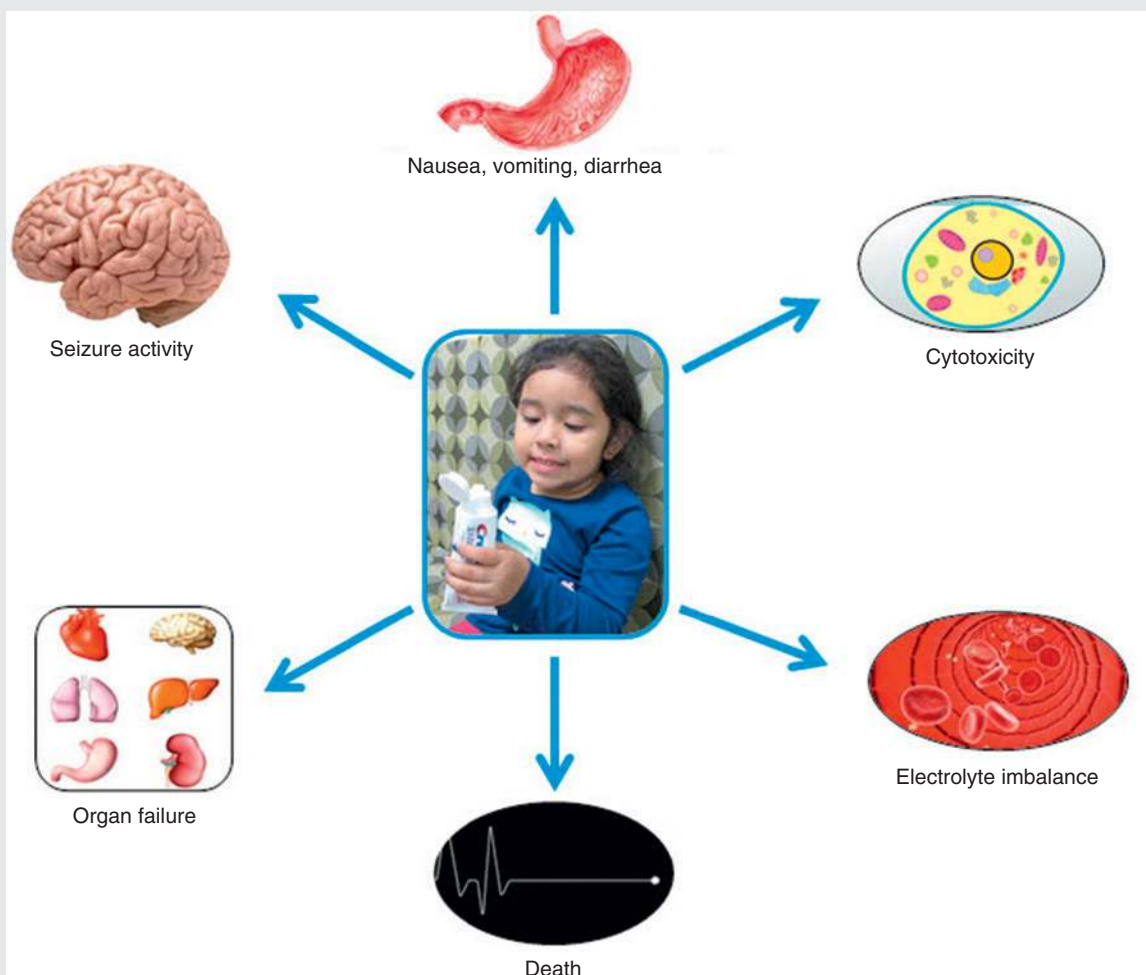 Nausea, vomiting, diarrhea
Seizure activity
Cytotoxicity
Organ failure
Electrolyte imbalance
Death